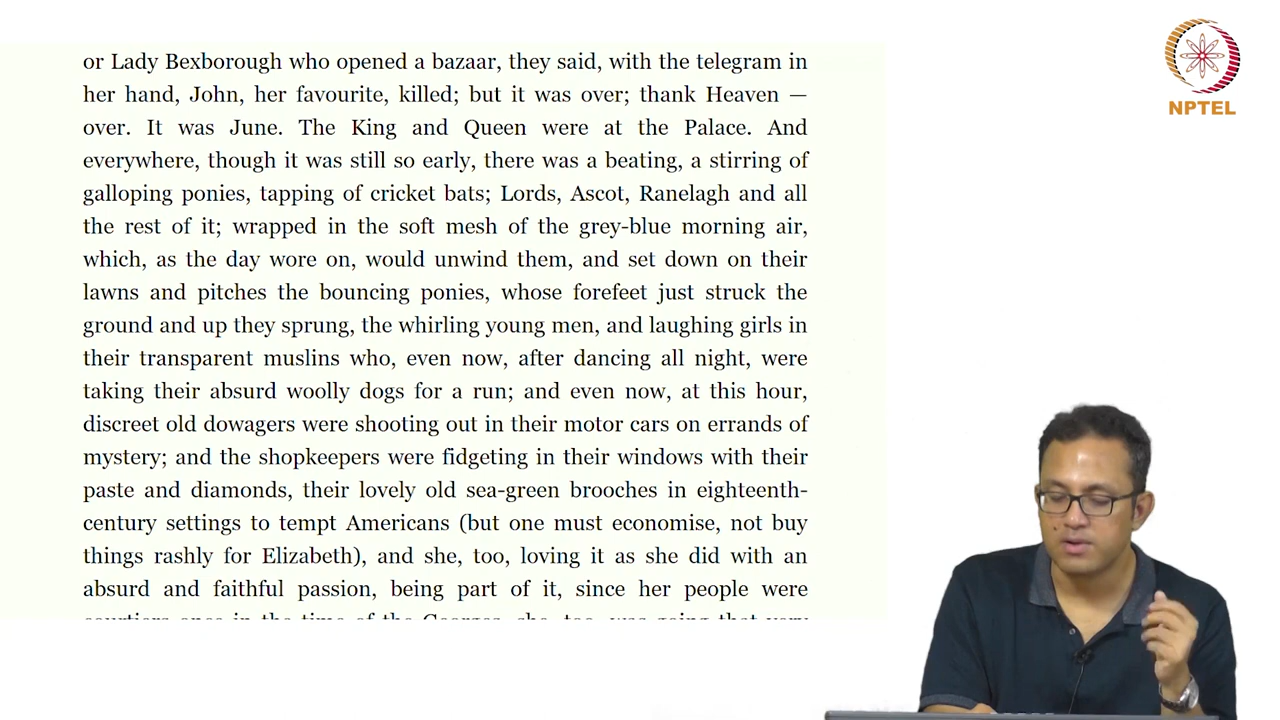 or Lady Bexborough who opened a bazaar, they said, with the telegram in
her hand, John, her favourite, killed; but it was over; thank Heaven —
over. It was June. The King and Queen were at the Palace. And
everywhere, though it was still so early, there was a beating, a stirring of
galloping ponies, tapping of cricket bats; Lords, Ascot, Ranelagh and all
the rest of it; wrapped in the soft mesh of the grey-blue morning air,
which, as the day wore on, would unwind them, and set down on their
lawns and pitches the bouncing ponies, whose forefeet just struck the
ground and up they sprung, the whirling young men, and laughing girls in
their transparent muslins who, even now, after dancing all night, were
taking their absurd woolly dogs for a run; and even now, at this hour,
discreet old dowagers were shooting out in their motor cars on errands of
mystery; and the shopkeepers were fidgeting in their windows with their
paste and diamonds, their lovely old sea-green brooches in eighteenth-
century settings to tempt Americans (but one must economise, not buy
things rashly for Elizabeth), and she, too, loving it as she did with an
absurd and faithful passion, being part of it, since her people were
NPTEL